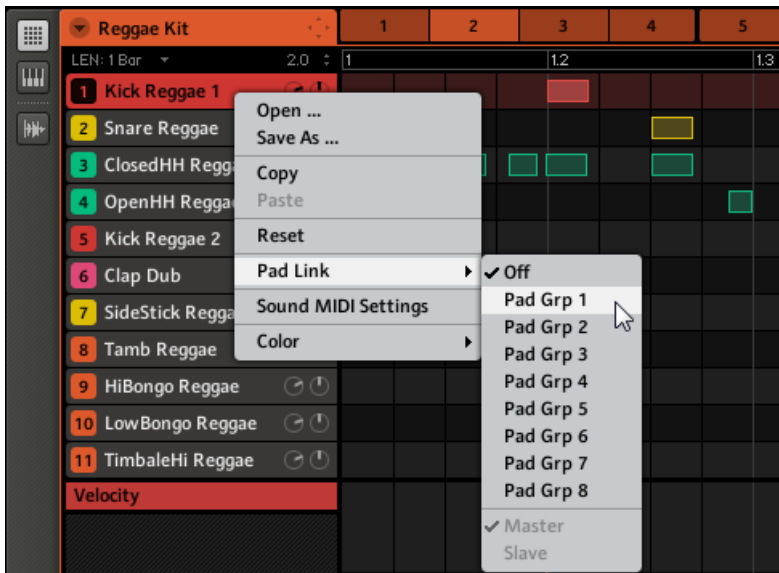 Reggae Kit 1 2 3 4 5
LEN: 1 Bar 2.0 1 1.2 1.3
1 Kick Reggae 1
2 Snare Reggae
3 ClosedHH Regga
4 OpenHH Reggae
5 Kick Reggae 2
6 Clap Dub
7 SideStick Regga
8 Tamb Reggae
9 HiBongo Reggae
10 LowBongo Reggae
11 TimbaleHi Reggae
Velocity
Open ...
Save As ...
Copy
Paste
Reset
Pad Link
Sound MIDI Settings
Color
Off
Pad Grp 1
Pad Grp 2
Pad Grp 3
Pad Grp 4
Pad Grp 5
Pad Grp 6
Pad Grp 7
Pad Grp 8
Master
Slave